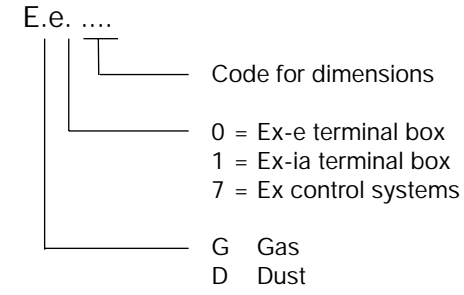 E.e. ....
Code for dimensions
0 = Ex-e terminal box
1 = Ex-ia terminal box
7 = Ex control systems
G Gas
D Dust